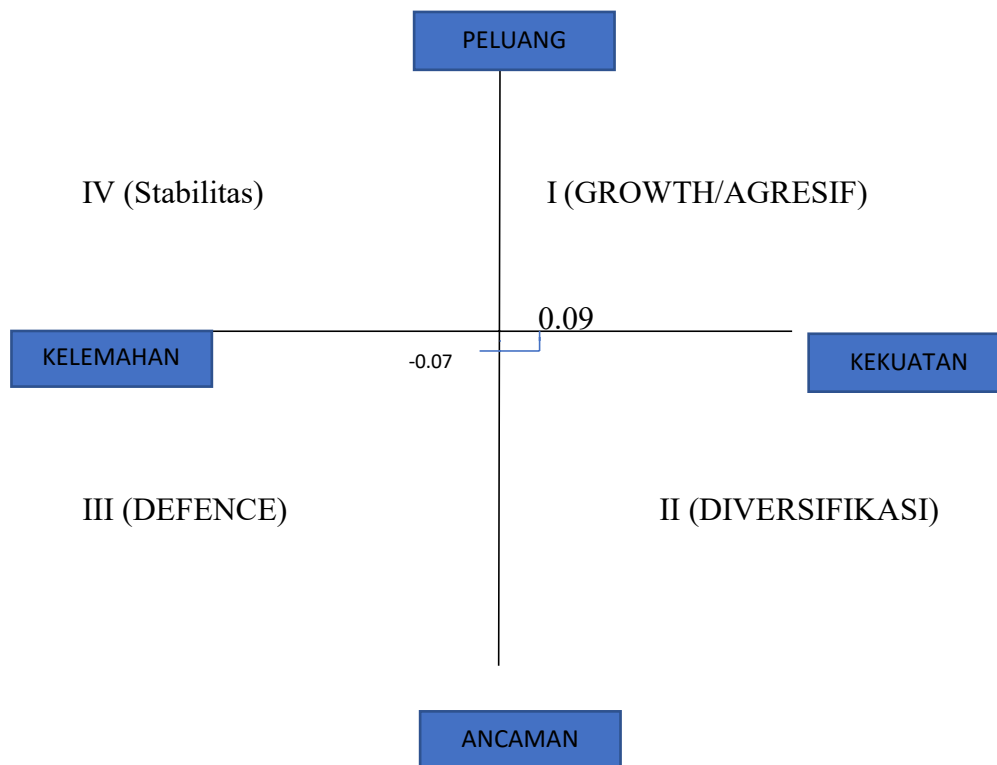 PELUANG
IV (Stabilitas)
I (GROWTH/AGRESIF)
0.09
KELEMAHAN
-0.07
KEKUATAN
III (DEFENCE)
II (DIVERSIFIKASI)
ANCAMAN